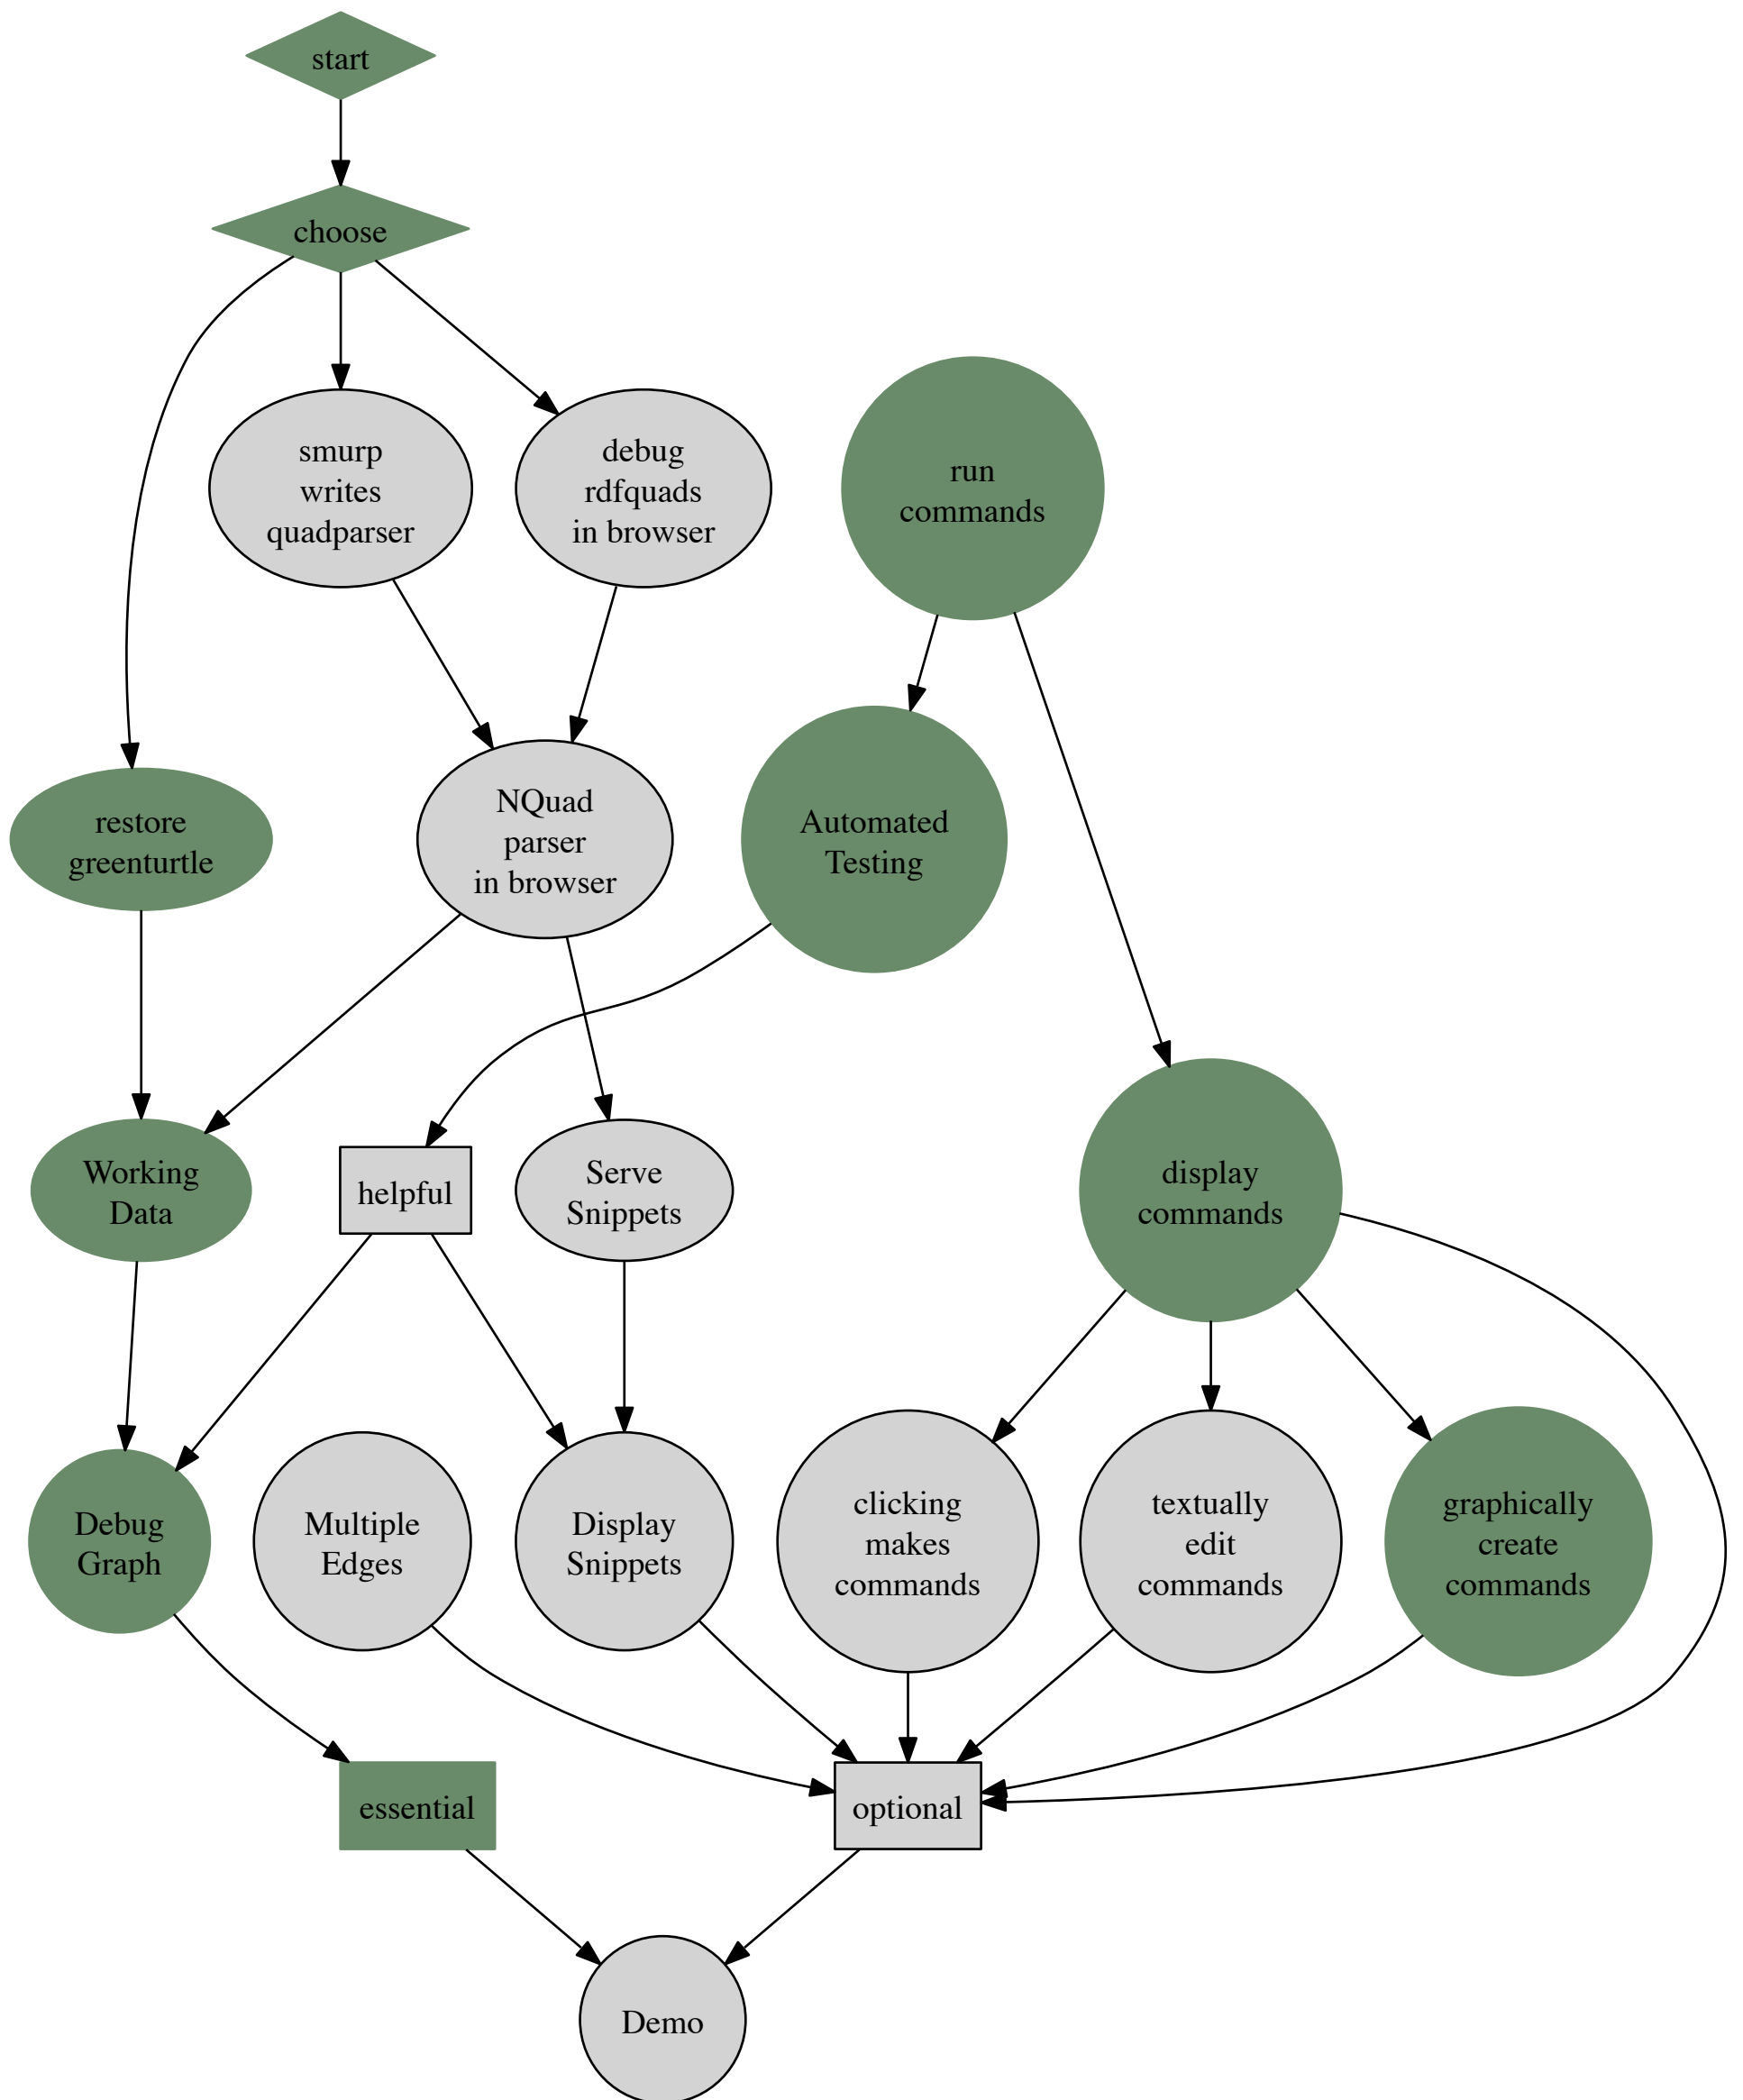 start
choose
smurp
writes
quadparser
debug
rdfquads
in browser
run
commands
restore
greenturtle
NQuad
parser
in browser
Automated
Testing
Working
Data
helpful
Serve
Snippets
display
commands
Debug
Graph
Multiple
Edges
Display
Snippets
clicking
makes
commands
textually
edit
commands
graphically
create
commands
essential
optional
Demo